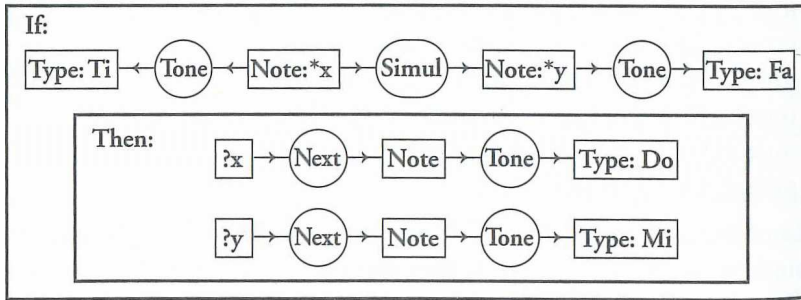 If:
Type: Ti Tone Note:*x Simul Note:*y Tone Type: Fa
Then:
?x Next Note Tone Type: Do
?y Next Note Tone Type: Mi